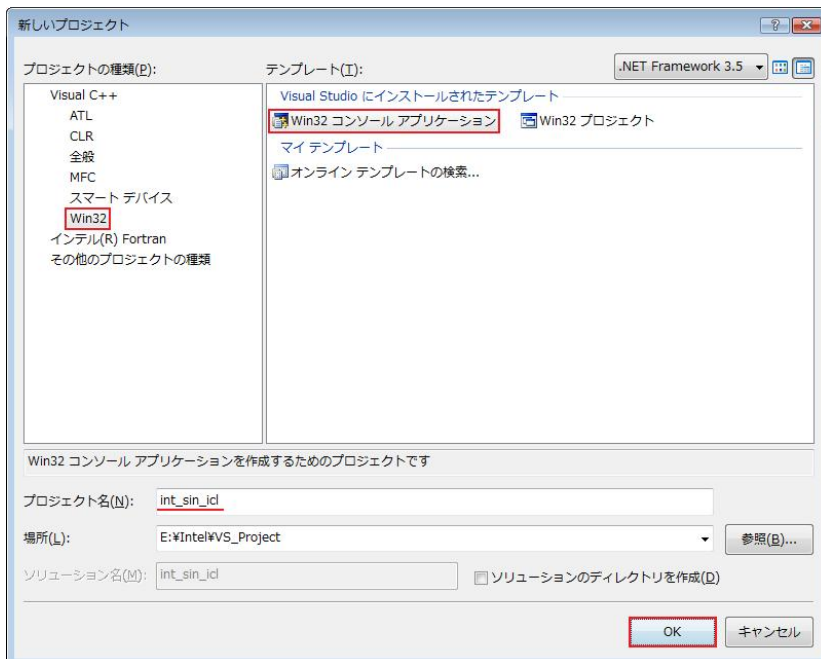 新しいプロジェクト
プロジェクトの種類(P):
テンプレート(T):
.NET Framework 3.5
Visual C++
ATL
CLR
全般
MFC
スマート デバイス
Win32
インテル(R) Fortran
その他のプロジェクトの種類
Visual Studio にインストールされたテンプレート
Win32 コンソール アプリケーション
Win32 プロジェクト
マイ テンプレート
オンライン テンプレートの検索...
Win32 コンソール アプリケーションを作成するためのプロジェクトです
プロジェクト名(N):
int_sin_icl
場所(L):
E:¥Intel¥VS_Project
参照(B)...
ソリューション名(M):
int_sin_icl
ソリューションのディレクトリを作成(D)
OK
キャンセル